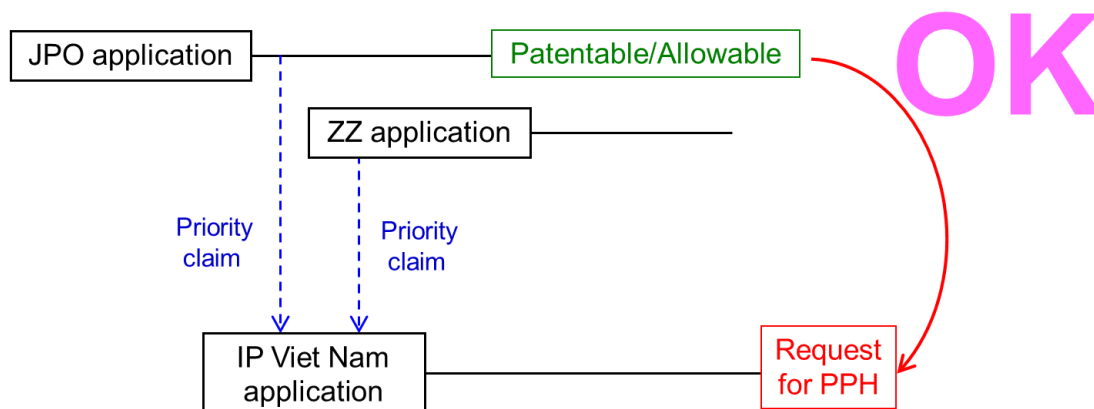 OK
JPO application
Patentable/Allowable
ZZ application
Priority
claim
Priority
claim
IP Viet Nam
application
Request
for PPH